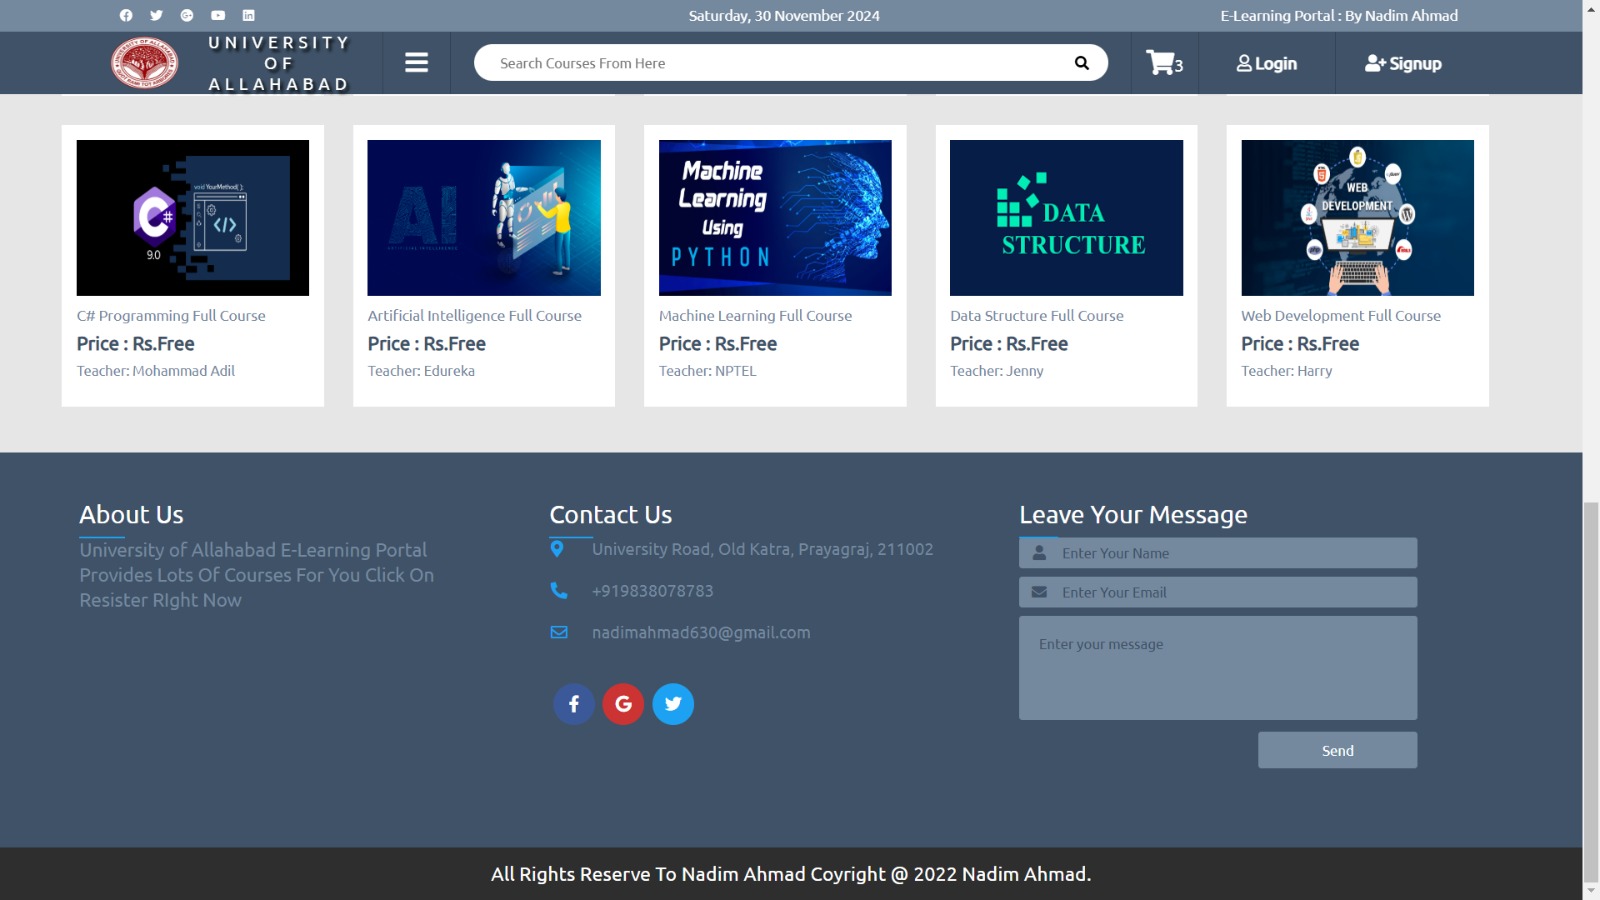 Saturday, 30 November 2024
E-Learning Portal : By Nadim Ahmad
UNIVERSITY
OF
ALLAHABAD
Search Courses From Here
3
Login
Signup
void YourMethod();
C#
9.0
AI
ARTIFICIAL INTELLIGENCE
Machine
Learning
Using
PYTHON
DATA
STRUCTURE
WEB
DEVELOPMENT
C# Programming Full Course
Price : Rs.Free
Teacher: Mohammad Adil
Artificial Intelligence Full Course
Price : Rs.Free
Teacher: Edureka
Machine Learning Full Course
Price : Rs.Free
Teacher: NPTEL
Data Structure Full Course
Price : Rs.Free
Teacher: Jenny
Web Development Full Course
Price : Rs.Free
Teacher: Harry
About Us
University of Allahabad E-Learning Portal
Provides Lots Of Courses For You Click On
Resister RIght Now
Contact Us
University Road, Old Katra, Prayagraj, 211002
+919838078783
nadimahmad630@gmail.com
Leave Your Message
Enter Your Name
Enter Your Email
Enter your message
Send
All Rights Reserve To Nadim Ahmad Coyright @ 2022 Nadim Ahmad.